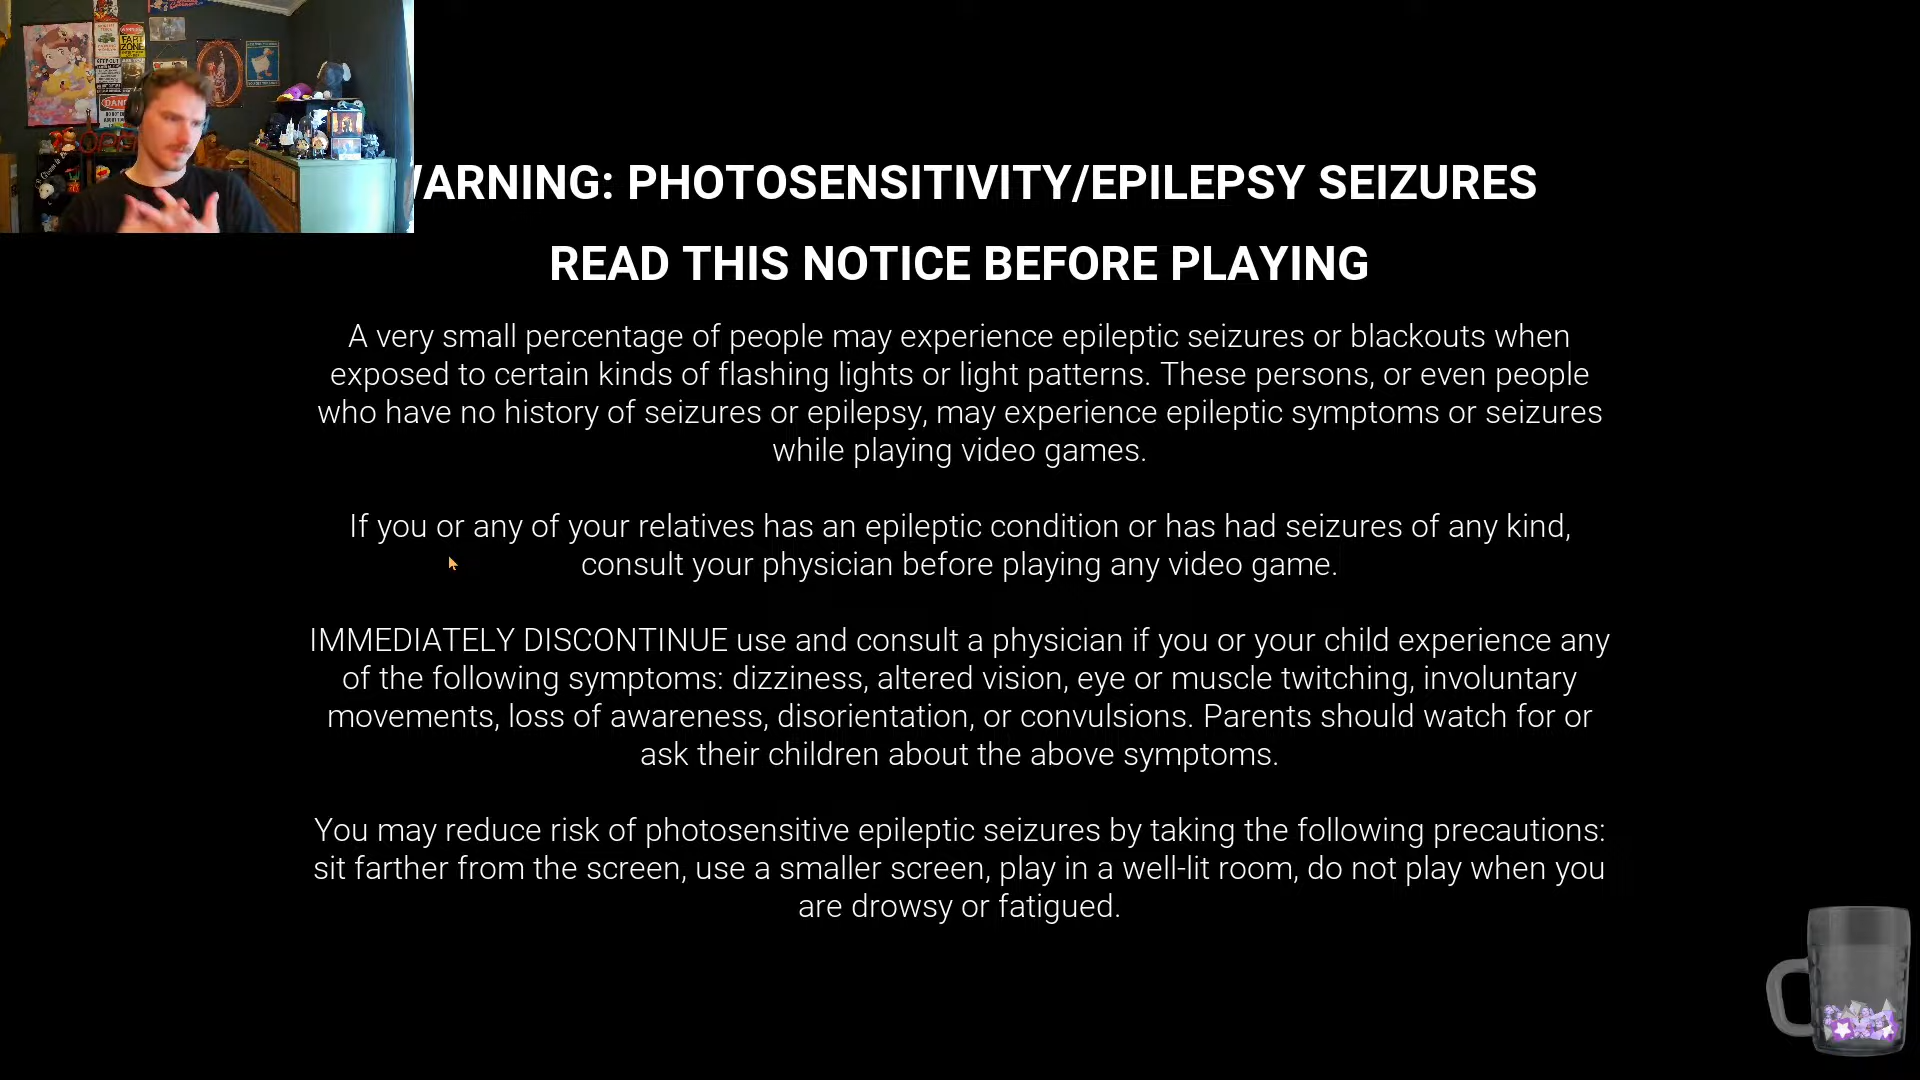 FART
ZONE
DANG
WARNING: PHOTOSENSITIVITY/EPILEPSY SEIZURES
READ THIS NOTICE BEFORE PLAYING
A very small percentage of people may experience epileptic seizures or blackouts when
exposed to certain kinds of flashing lights or light patterns. These persons, or even people
who have no history of seizures or epilepsy, may experience epileptic symptoms or seizures
while playing video games.
If you or any of your relatives has an epileptic condition or has had seizures of any kind,
consult your physician before playing any video game.
IMMEDIATELY DISCONTINUE use and consult a physician if you or your child experience any
of the following symptoms: dizziness, altered vision, eye or muscle twitching, involuntary
movements, loss of awareness, disorientation, or convulsions. Parents should watch for or
ask their children about the above symptoms.
You may reduce risk of photosensitive epileptic seizures by taking the following precautions:
sit farther from the screen, use a smaller screen, play in a well-lit room, do not play when you
are drowsy or fatigued.